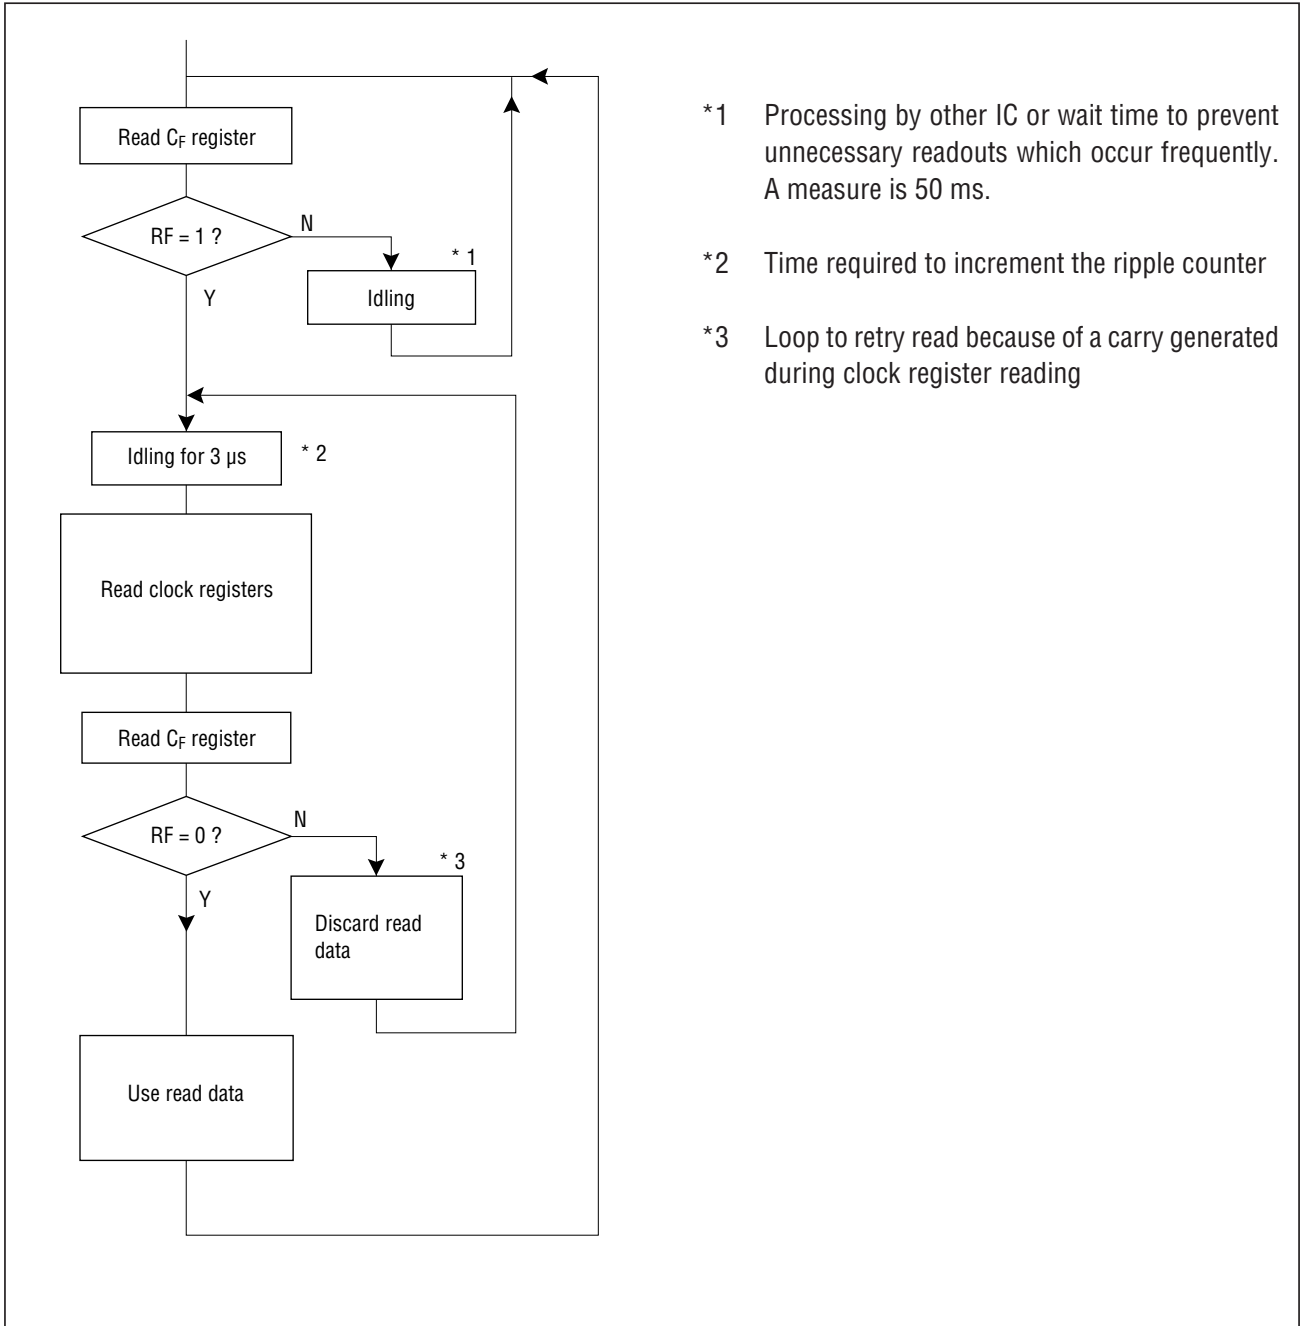 Read CF register
RF = 1 ?
N
* 1
Idling
Y
Idling for 3 µs
* 2
Read clock registers
Read CF register
RF = 0 ?
N
* 3
Y
Discard read
data
Use read data
*1 Processing by other IC or wait time to prevent
unnecessary readouts which occur frequently.
A measure is 50 ms.
*2 Time required to increment the ripple counter
*3 Loop to retry read because of a carry generated
during clock register reading